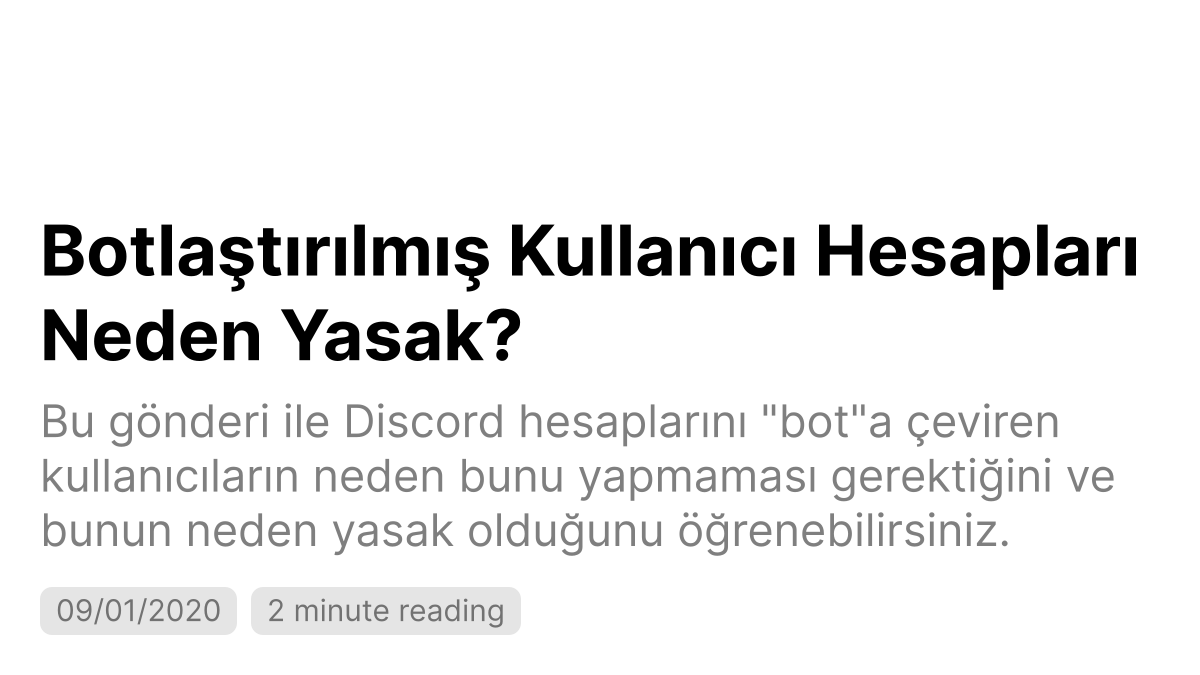 Botlaştırılmış Kullanıcı Hesapları
Neden Yasak?
Bu gönderi ile Discord hesaplarını "bot"a çeviren
kullanıcıların neden bunu yapmaması gerektiğini ve
bunun neden yasak olduğunu öğrenebilirsiniz.
09/01/2020 2 minute reading